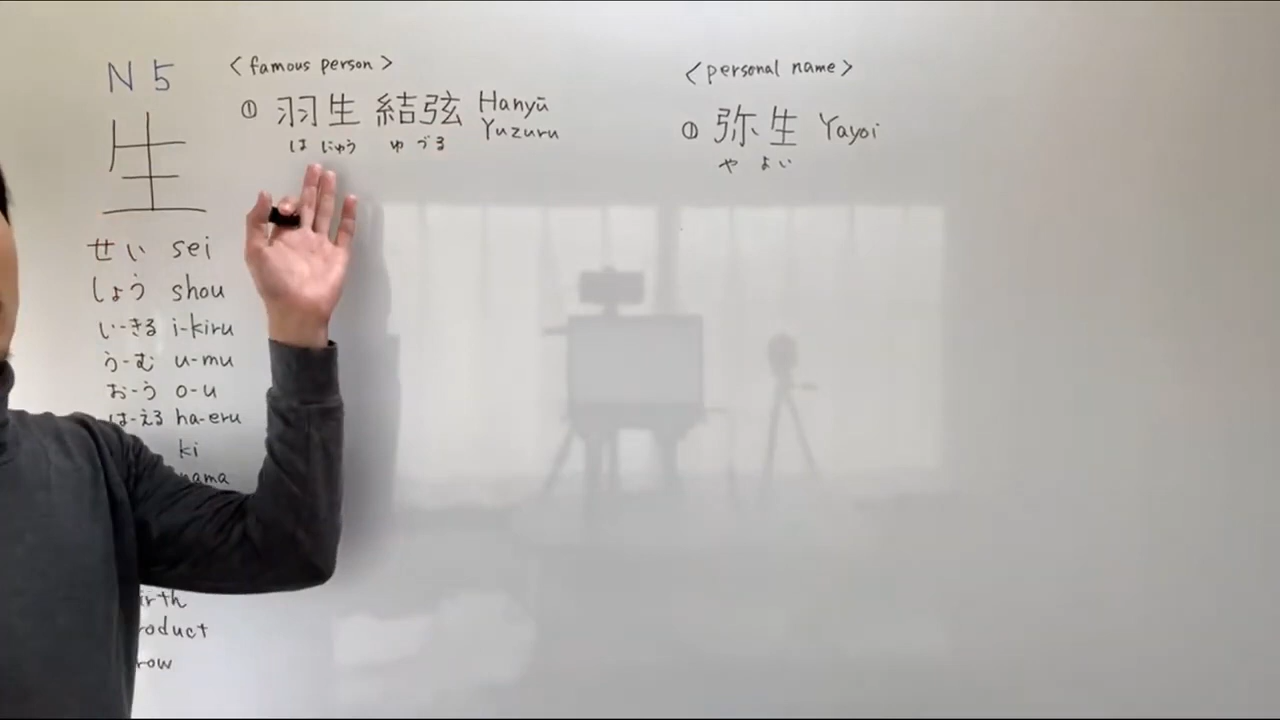 N5
生
せい sei
しょう shou
い-きる i-kiru
う-む u-mu
お-う o-u
は-える ha-eru
ki
nama
irth
roduct
row
<famous person>
① 羽生 結弦 Hanyū Yuzuru
は にゅう ゆ づ る
<personal name>
① 弥生 Yayoi
や よい